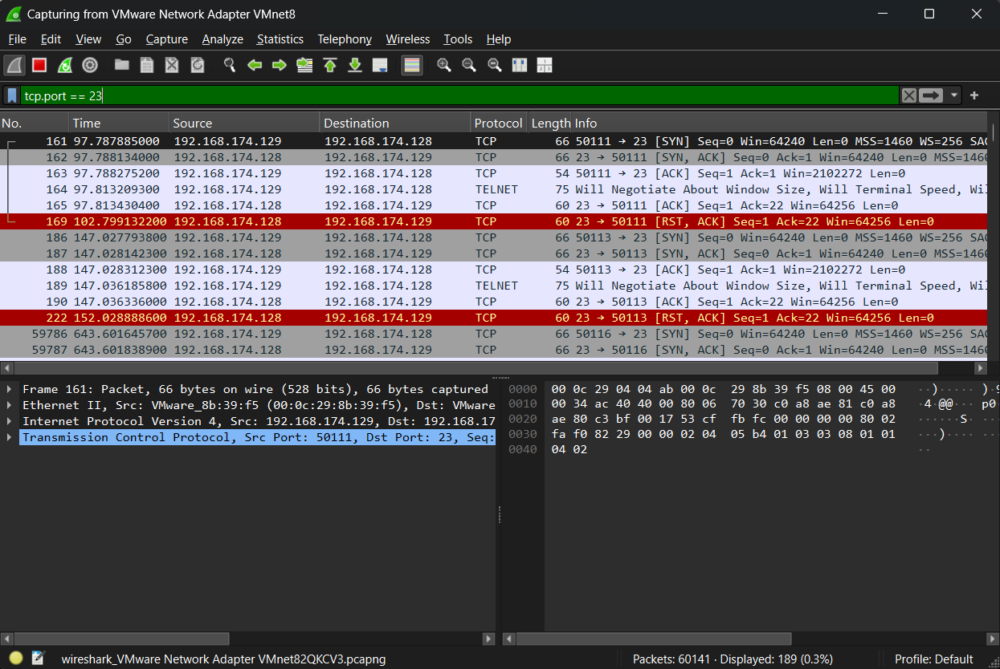 Capturing from VMware Network Adapter VMnet8
File Edit View Go Capture Analyze Statistics Telephony Wireless Tools Help
tcp.port == 23
No. Time Source Destination Protocol Length Info
161 97.787885000 192.168.174.129 192.168.174.128 TCP 66 50111 → 23 [SYN] Seq=0 Win=64240 Len=0 MSS=1460 WS=256 SAC
162 97.788134000 192.168.174.128 192.168.174.129 TCP 66 23 → 50111 [SYN, ACK] Seq=0 Ack=1 Win=64240 Len=0 MSS=1460
163 97.788275200 192.168.174.129 192.168.174.128 TCP 54 50111 → 23 [ACK] Seq=1 Ack=1 Win=2102272 Len=0
164 97.813209300 192.168.174.129 192.168.174.128 TELNET 75 Will Negotiate About Window Size, Will Terminal Speed, Wil
165 97.813430400 192.168.174.128 192.168.174.129 TCP 60 23 → 50111 [ACK] Seq=1 Ack=22 Win=64256 Len=0
169 102.799132200 192.168.174.128 192.168.174.129 TCP 60 23 → 50111 [RST, ACK] Seq=1 Ack=22 Win=64256 Len=0
186 147.027793800 192.168.174.129 192.168.174.128 TCP 66 50113 → 23 [SYN] Seq=0 Win=64240 Len=0 MSS=1460 WS=256 SAC
187 147.028142300 192.168.174.128 192.168.174.129 TCP 66 23 → 50113 [SYN, ACK] Seq=0 Ack=1 Win=64240 Len=0 MSS=1460
188 147.028312300 192.168.174.129 192.168.174.128 TCP 54 50113 → 23 [ACK] Seq=1 Ack=1 Win=2102272 Len=0
189 147.036185800 192.168.174.129 192.168.174.128 TELNET 75 Will Negotiate About Window Size, Will Terminal Speed, Wil
190 147.036336000 192.168.174.128 192.168.174.129 TCP 60 23 → 50113 [ACK] Seq=1 Ack=22 Win=64256 Len=0
222 152.028888600 192.168.174.128 192.168.174.129 TCP 60 23 → 50113 [RST, ACK] Seq=1 Ack=22 Win=64256 Len=0
59786 643.601645700 192.168.174.129 192.168.174.128 TCP 66 50116 → 23 [SYN] Seq=0 Win=64240 Len=0 MSS=1460 WS=256 SAC
59787 643.601838900 192.168.174.128 192.168.174.129 TCP 66 23 → 50116 [SYN, ACK] Seq=0 Ack=1 Win=64240 Len=0 MSS=1460
Frame 161: Packet, 66 bytes on wire (528 bits), 66 bytes captured
Ethernet II, Src: VMware_8b:39:f5 (00:0c:29:8b:39:f5), Dst: VMware
Internet Protocol Version 4, Src: 192.168.174.129, Dst: 192.168.17
Transmission Control Protocol, Src Port: 50111, Dst Port: 23, Seq:
0000 00 0c 29 04 04 ab 00 0c 29 8b 39 f5 08 00 45 00 ··)····· )·9
0010 00 34 ac 40 40 00 80 06 70 30 c0 a8 ae 81 c0 a8 ·4·@@··· p0
0020 ae 80 c3 bf 00 17 53 cf fb fc 00 00 00 00 80 02 ······S·
0030 fa f0 82 29 00 00 02 04 05 b4 01 03 03 08 01 01 ···)···· ···
0040 04 02 ··
wireshark_VMware Network Adapter VMnet82QKCV3.pcapng
Packets: 60141 · Displayed: 189 (0.3%)
Profile: Default